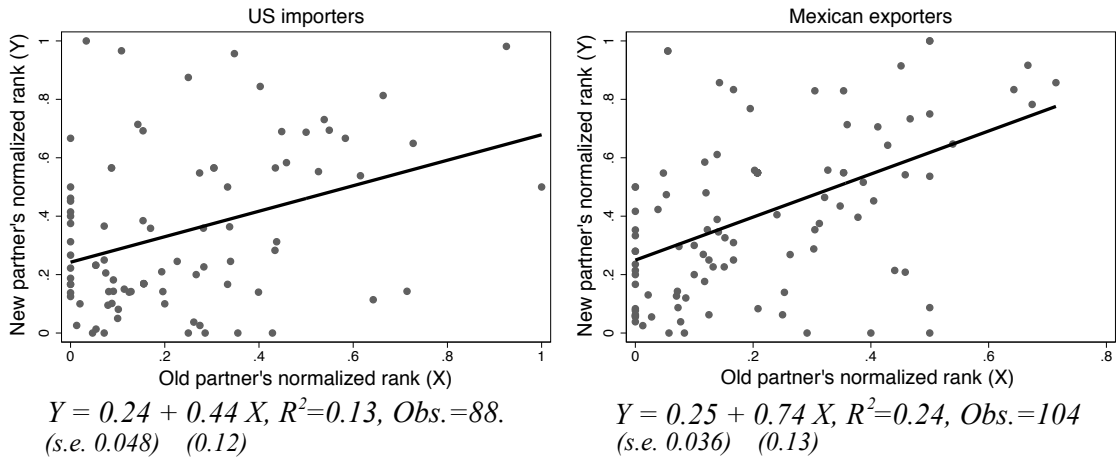 US importers
New partner's normalized rank (Y)
1
.8
.6
.4
.2
0
0 .2 .4 .6 .8 1
Old partner's normalized rank (X)
Y = 0.24 + 0.44 X, R²=0.13, Obs.=88.
(s.e. 0.048) (0.12)
Mexican exporters
New partner's normalized rank (Y)
1
.8
.6
.4
.2
0
0 .2 .4 .6 .8
Old partner's normalized rank (X)
Y = 0.25 + 0.74 X, R²=0.24, Obs.=104
(s.e. 0.036) (0.13)